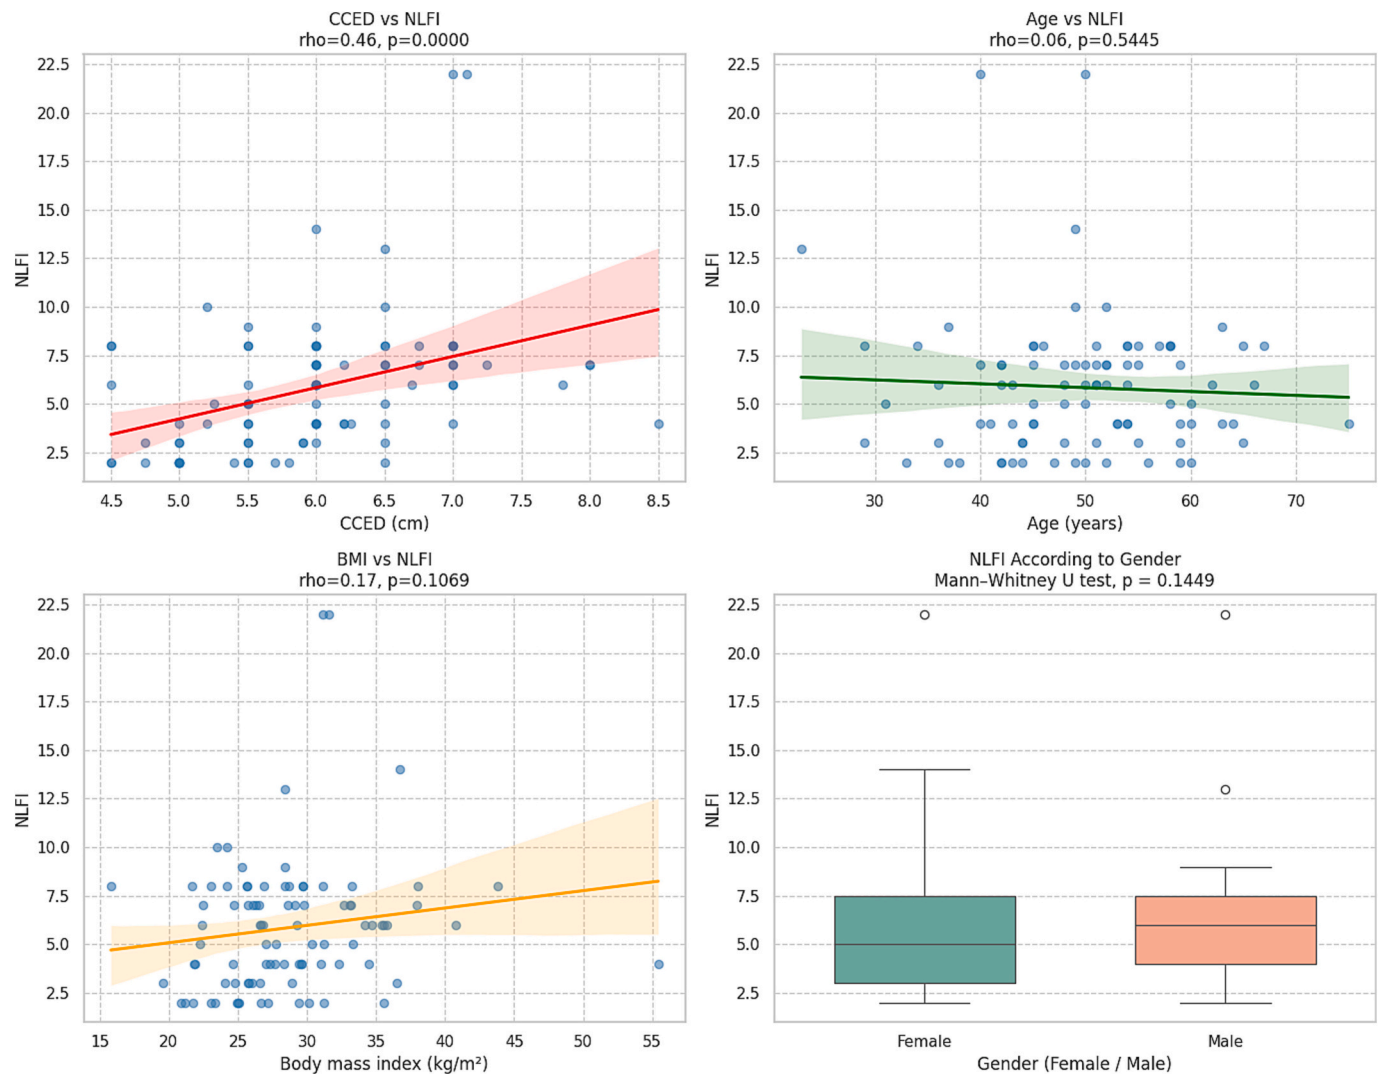 CCED vs NLFI
rho=0.46, p=0.0000
22.5
20.0
17.5
15.0
12.5
10.0
7.5
5.0
2.5
NLFI
4.5 5.0 5.5 6.0 6.5 7.0 7.5 8.0 8.5
CCED (cm)
Age vs NLFI
rho=0.06, p=0.5445
22.5
20.0
17.5
15.0
12.5
10.0
7.5
5.0
2.5
NLFI
30 40 50 60 70
Age (years)
BMI vs NLFI
rho=0.17, p=0.1069
22.5
20.0
17.5
15.0
12.5
10.0
7.5
5.0
2.5
NLFI
15 20 25 30 35 40 45 50 55
Body mass index (kg/m²)
NLFI According to Gender
Mann–Whitney U test, p = 0.1449
22.5
20.0
17.5
15.0
12.5
10.0
7.5
5.0
2.5
NLFI
Female Male
Gender (Female / Male)